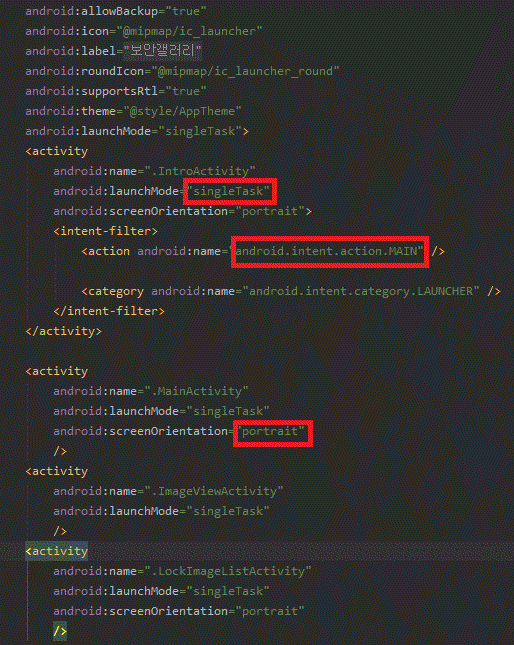 android:allowBackup="true"
android:icon="@mipmap/ic_launcher"
android:label="보안갤러리"
android:roundIcon="@mipmap/ic_launcher_round"
android:supportsRtl="true"
android:theme="@style/AppTheme"
android:launchMode="singleTask">
<activity
android:name=".IntroActivity"
android:launchMode="singleTask"
android:screenOrientation="portrait">
<intent-filter>
<action android:name="android.intent.action.MAIN" />
<category android:name="android.intent.category.LAUNCHER" />
</intent-filter>
</activity>
<activity
android:name=".MainActivity"
android:launchMode="singleTask"
android:screenOrientation="portrait"
/>
<activity
android:name=".ImageViewActivity"
android:launchMode="singleTask"
/>
<activity
android:name=".LockImageListActivity"
android:launchMode="singleTask"
android:screenOrientation="portrait"
/>